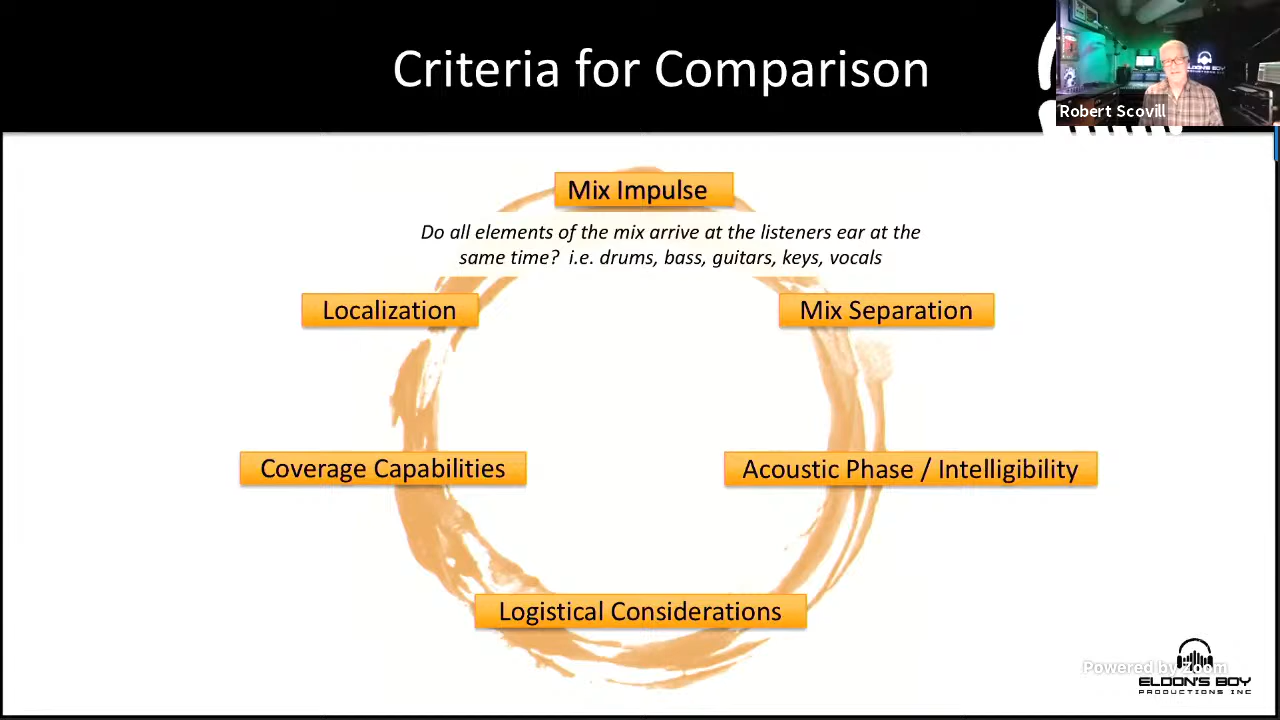 Criteria for Comparison
Robert Scovill
Mix Impulse
Do all elements of the mix arrive at the listeners ear at the
same time? i.e. drums, bass, guitars, keys, vocals
Localization
Mix Separation
Coverage Capabilities
Acoustic Phase / Intelligibility
Logistical Considerations
Powered by Zoom
ELDON'S BOY
PRODUCTIONS INC